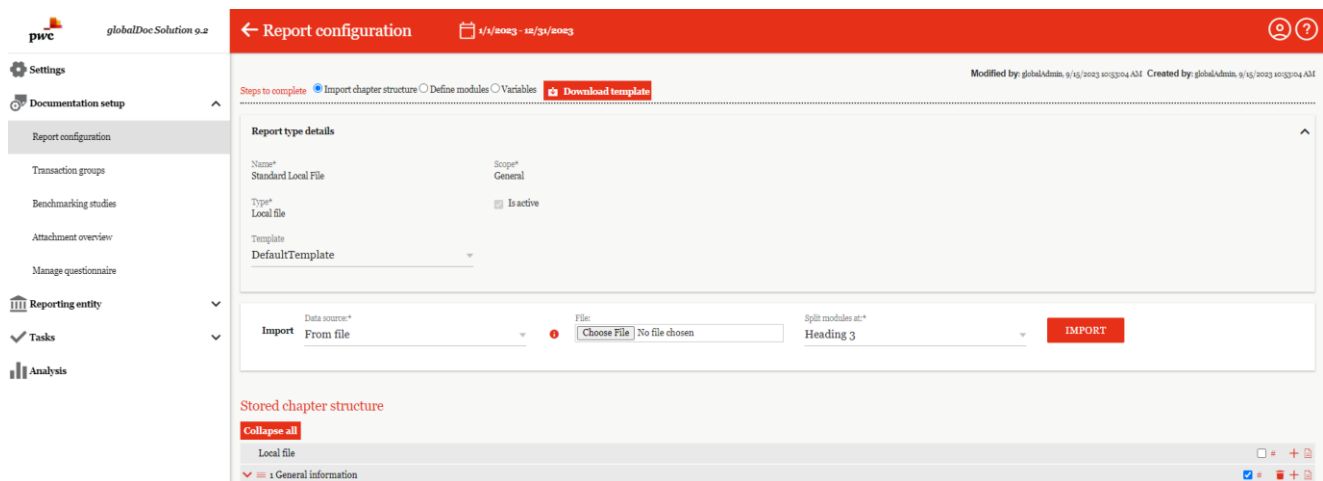 pwc globalDoc Solution 9.2 Report configuration 1/1/2023 - 12/31/2023
Settings
Documentation setup
Report configuration
Transaction groups
Benchmarking studies
Attachment overview
Manage questionnaire
Reporting entity
Tasks
Analysis
Modified by: globalAdmin, 9/15/2023 10:53:04 AM Created by: globalAdmin, 9/15/2023 10:53:04 AM
Steps to complete Import chapter structure Define modules Variables Download template
Report type details
Name* Scope*
Standard Local File General
Type* Is active
Local file
Template
DefaultTemplate
Data source:* File: Split modules at:*
Import From file Choose File No file chosen Heading 3 IMPORT
Stored chapter structure
Collapse all
Local file #
1 General information #